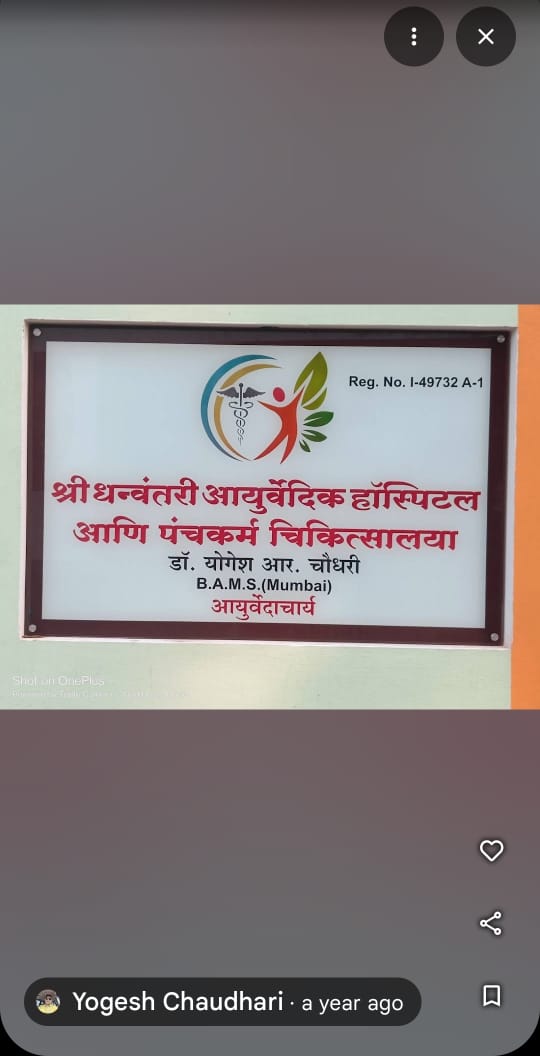 Reg. No. I-49732 A-1
श्री धन्वंतरी आयुर्वेदिक हॉस्पिटल
आणि पंचकर्म चिकित्सालया
डॉ. योगेश आर. चौधरी
B.A.M.S.(Mumbai)
आयुर्वेदाचार्य
Shot on OnePlus
Yogesh Chaudhari · a year ago